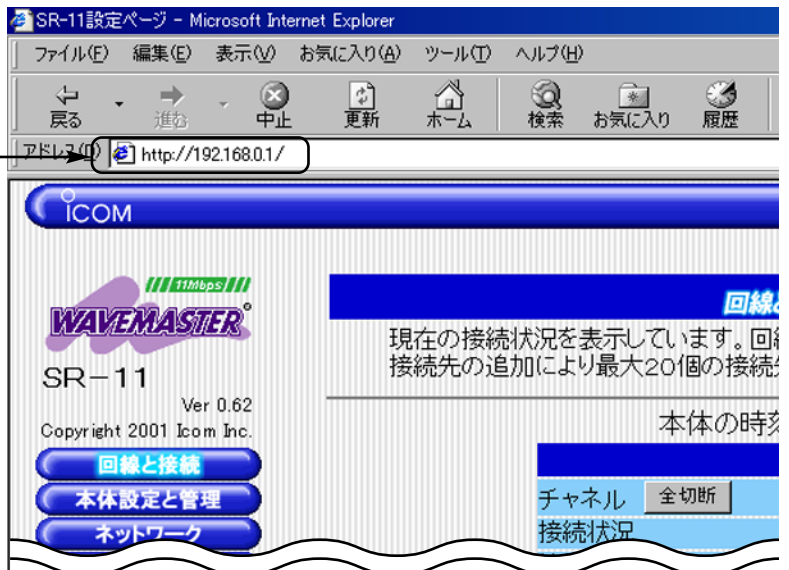 SR-11設定ページ - Microsoft Internet Explorer
ファイル(F) 編集(E) 表示(V) お気に入り(A) ツール(T) ヘルプ(H)
戻る 進む 中止 更新 ホーム 検索 お気に入り 履歴
アドレス(D) http://192.168.0.1/
ICOM
11Mbps
WAVEMASTER®
SR-11
Ver 0.62
Copyright 2001 Icom Inc.
回線と接続
本体設定と管理
ネットワーク
回線
現在の接続状況を表示しています。回
接続先の追加により最大20個の接続
本体の時
チャネル 全切断
接続状況